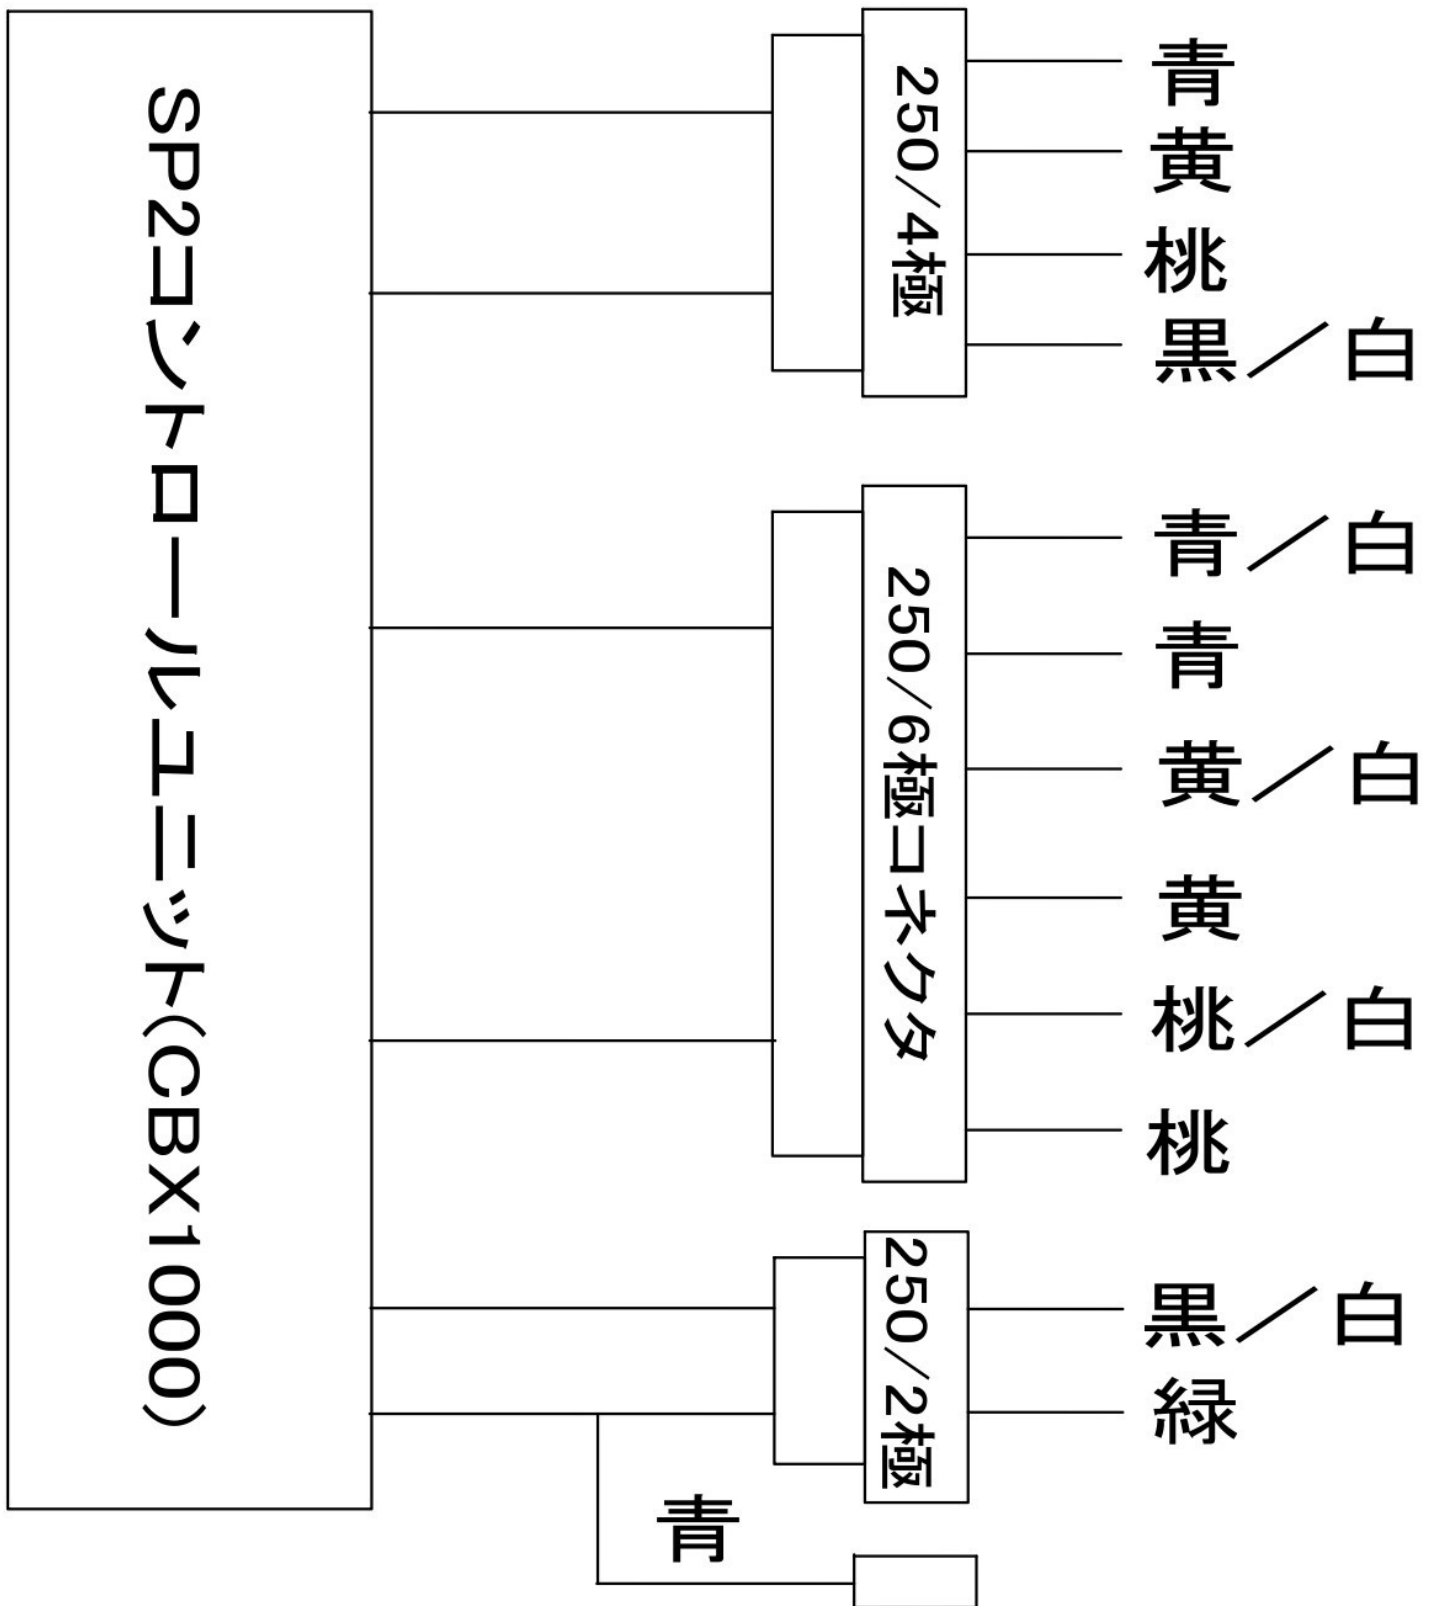 SP2コントロールユニット(CBX1000)
250/4極
青
黄
桃
黒/白
250/6極コネクタ
青/白
青
黄/白
黄
桃/白
桃
250/2極
黒/白
緑
青